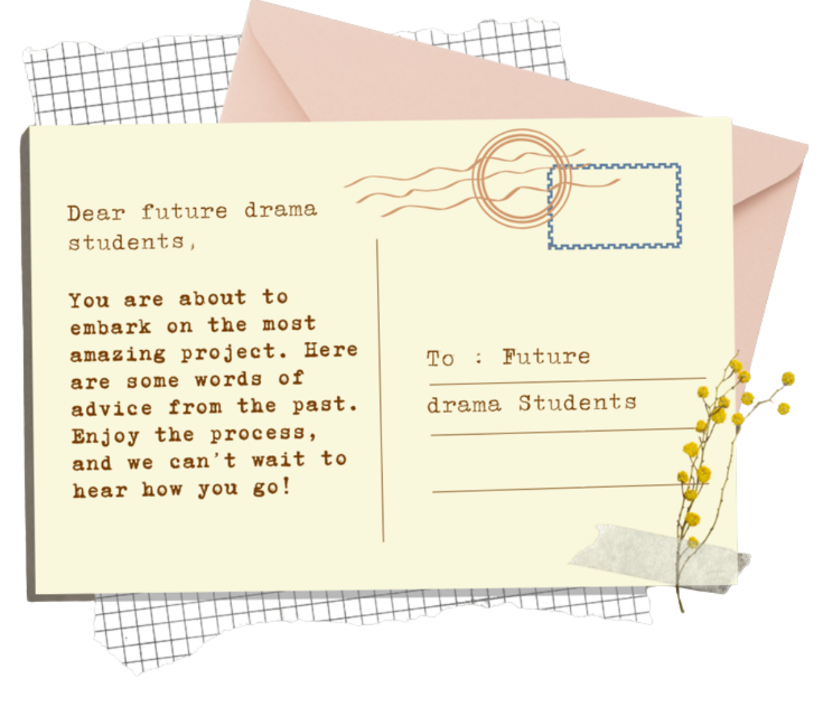 Dear future drama
students,
You are about to
embark on the most
amazing project. Here
are some words of
advice from the past.
Enjoy the process,
and we can't wait to
hear how you go!
To : Future
drama Students